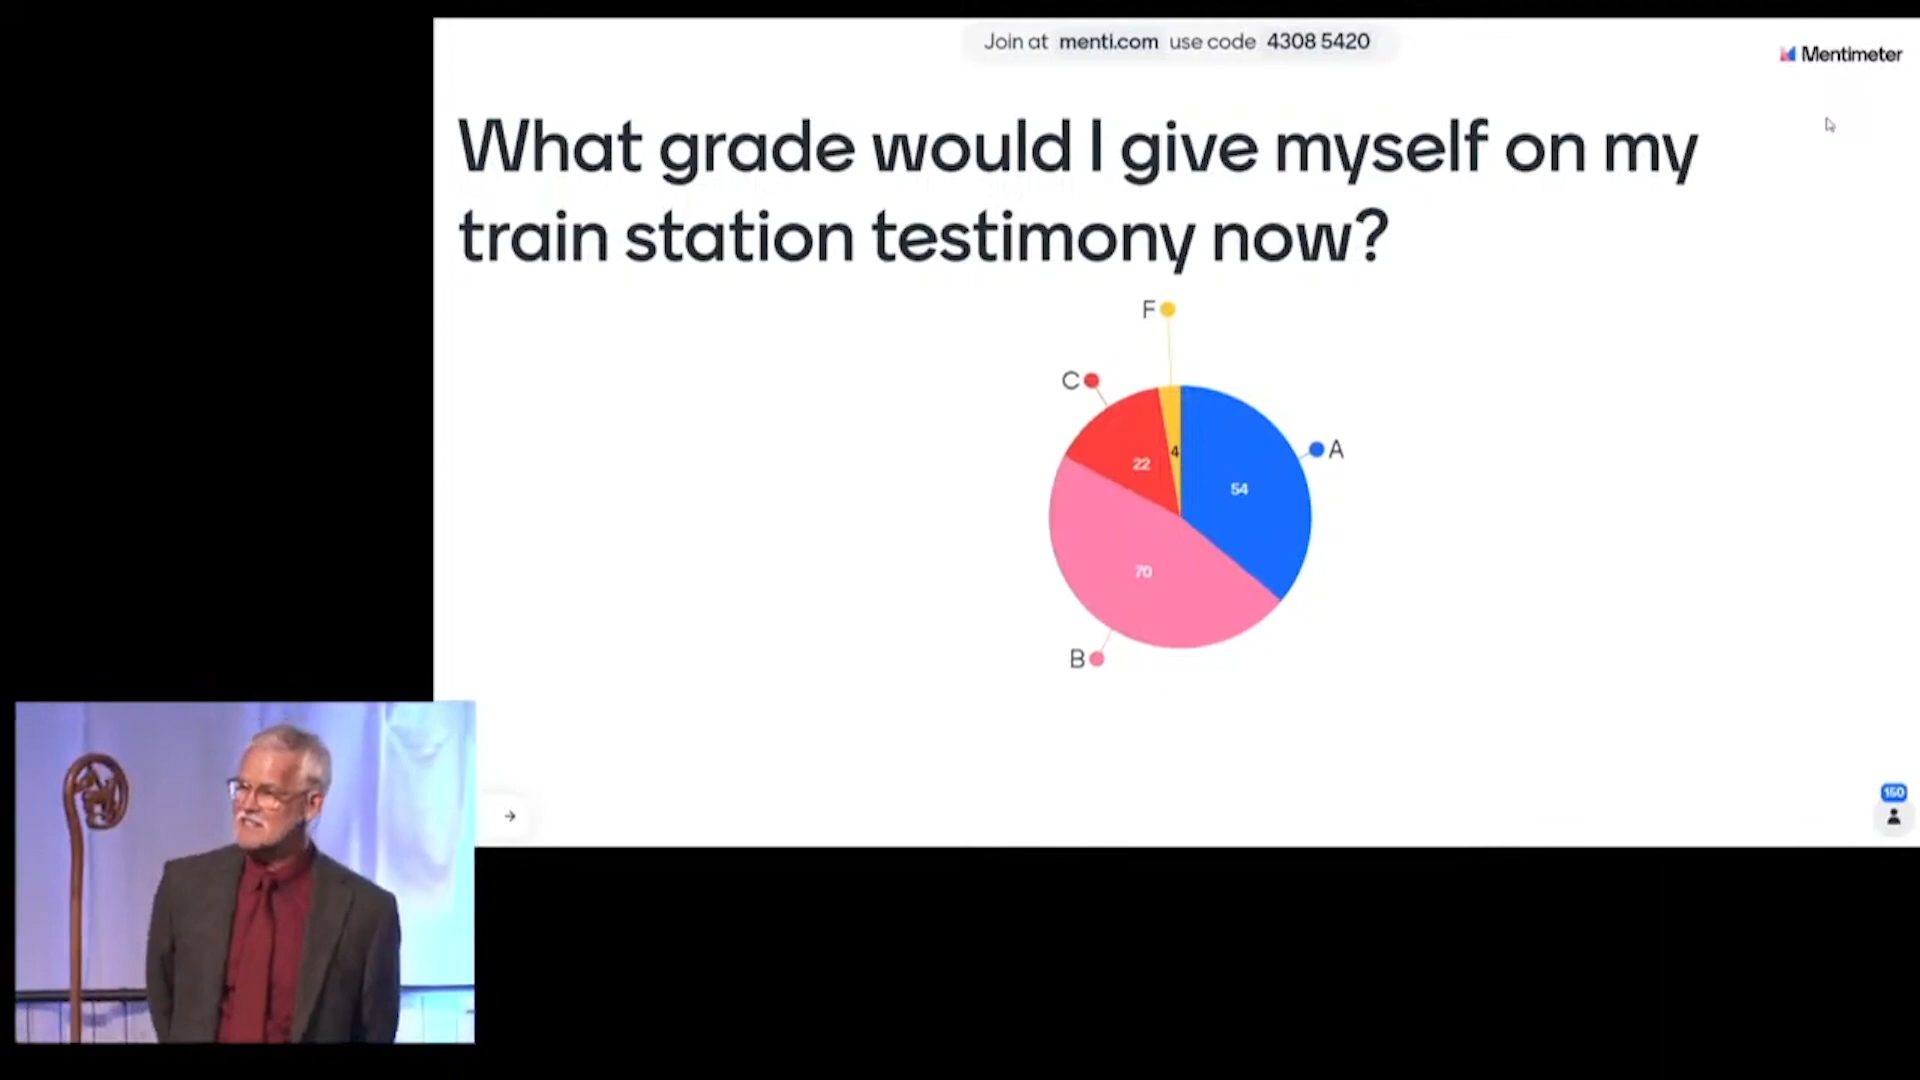 Join at menti.com use code 4308 5420
Mentimeter
What grade would I give myself on my
train station testimony now?
F
C
A
4
22
54
70
B
150